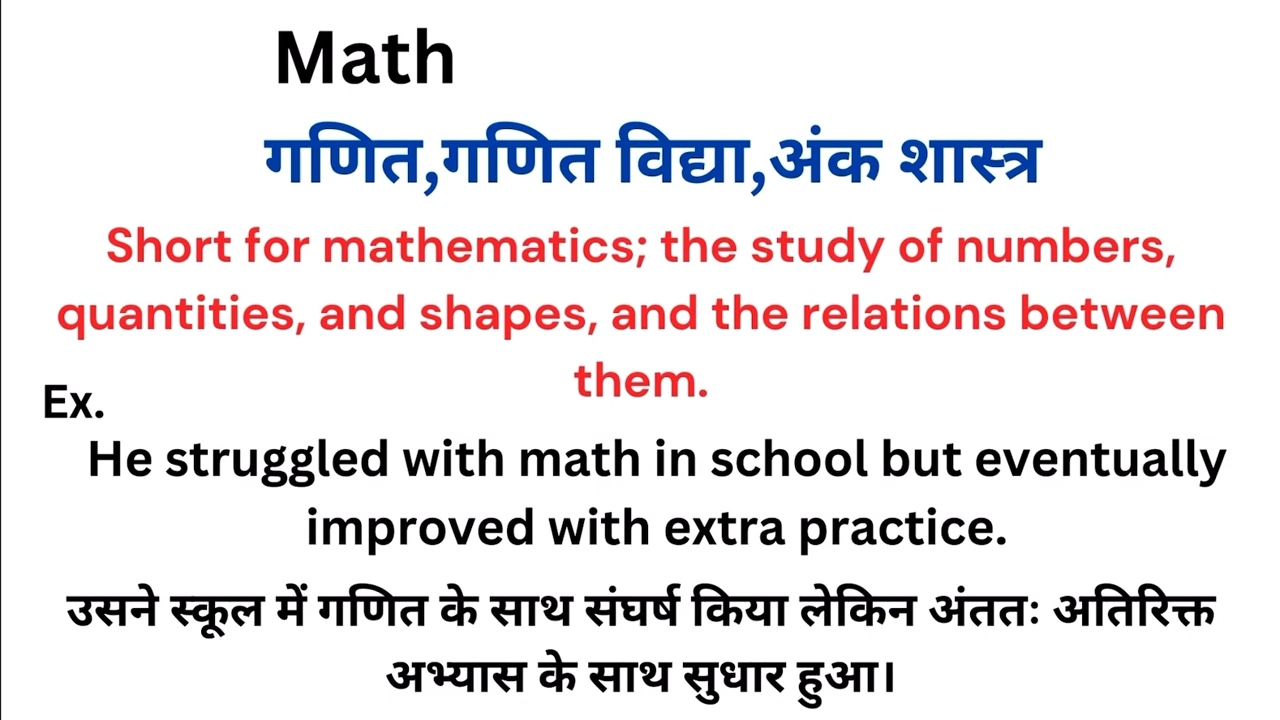 Math
गणित,गणित विद्या,अंक शास्त्र
Short for mathematics; the study of numbers,
quantities, and shapes, and the relations between
them.
Ex.
He struggled with math in school but eventually
improved with extra practice.
उसने स्कूल में गणित के साथ संघर्ष किया लेकिन अंततः अतिरिक्त
अभ्यास के साथ सुधार हुआ।